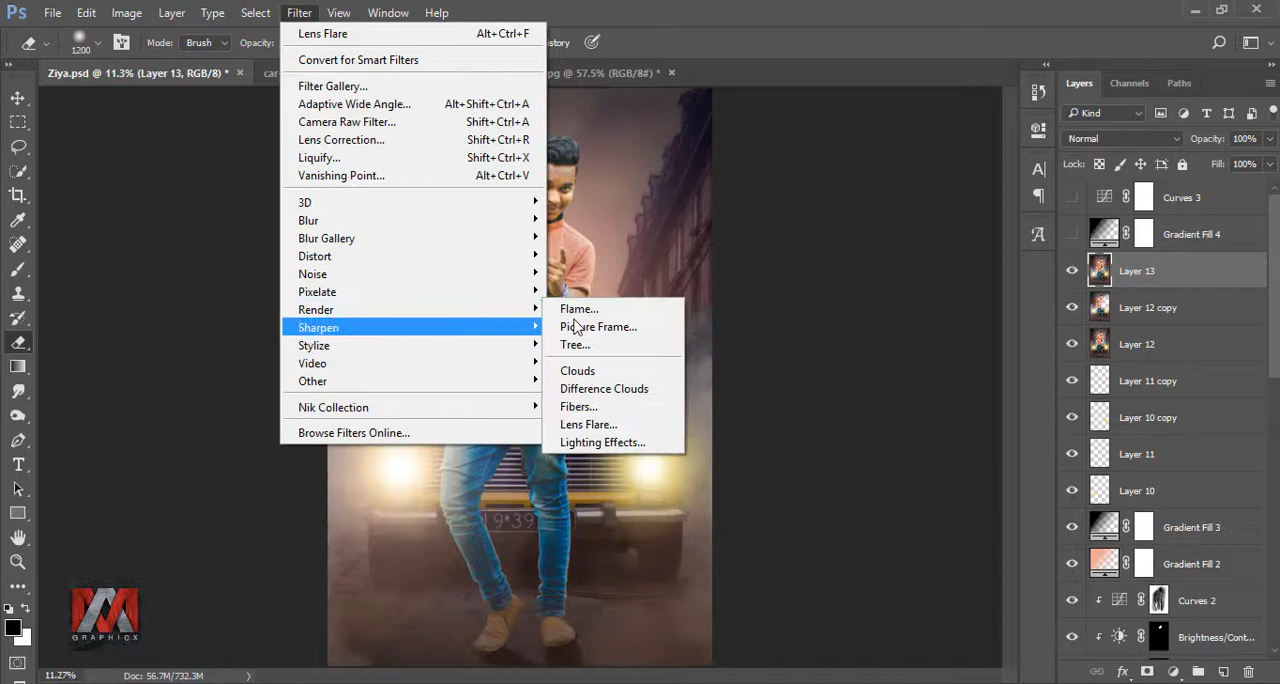 Ps File Edit Image Layer Type Select Filter View Window Help
1200 Mode: Brush Opacity: istory
Ziya.psd @ 11.3% (Layer 13, RGB/8) * × car pg @ 57.5% (RGB/8#) * ×
Lens Flare Alt+Ctrl+F
Convert for Smart Filters
Filter Gallery...
Adaptive Wide Angle... Alt+Shift+Ctrl+A
Camera Raw Filter... Shift+Ctrl+A
Lens Correction... Shift+Ctrl+R
Liquify... Shift+Ctrl+X
Vanishing Point... Alt+Ctrl+V
3D
Blur
Blur Gallery
Distort
Noise
Pixelate
Render
Sharpen
Stylize
Video
Other
Nik Collection
Browse Filters Online...
Flame...
Picture Frame...
Tree...
Clouds
Difference Clouds
Fibers...
Lens Flare...
Lighting Effects...
19·39
GRAPHICX
11.27% Doc: 56.7M/732.3M
Layers Channels Paths
Kind
Normal Opacity: 100%
Lock: Fill: 100%
Curves 3
Gradient Fill 4
Layer 13
Layer 12 copy
Layer 12
Layer 11 copy
Layer 10 copy
Layer 11
Layer 10
Gradient Fill 3
Gradient Fill 2
Curves 2
Brightness/Cont...